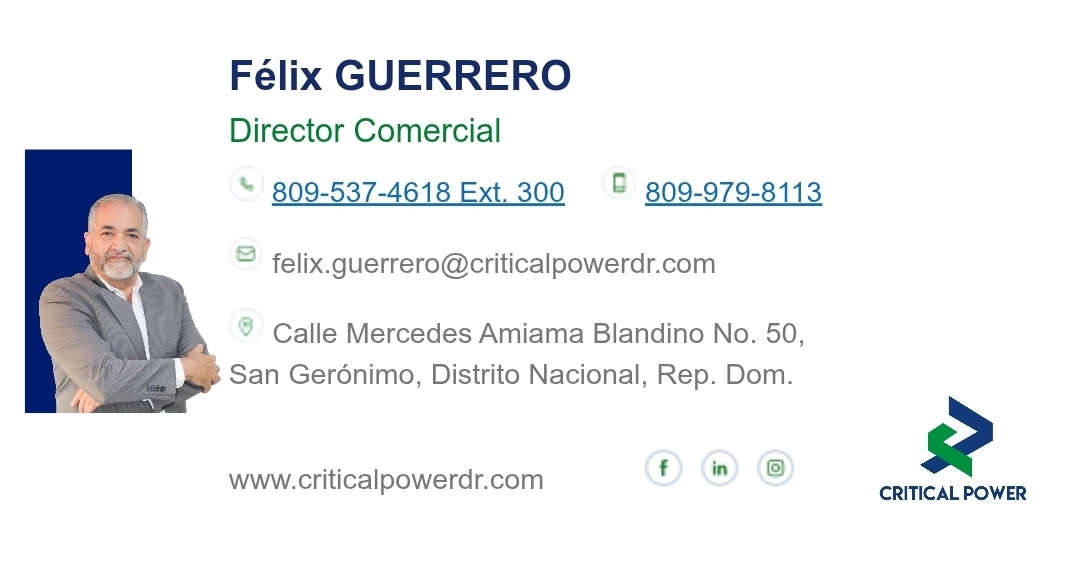 Félix GUERRERO
Director Comercial
809-537-4618 Ext. 300 809-979-8113
felix.guerrero@criticalpowerdr.com
Calle Mercedes Amiama Blandino No. 50,
San Gerónimo, Distrito Nacional, Rep. Dom.
www.criticalpowerdr.com
f in
CRITICAL POWER